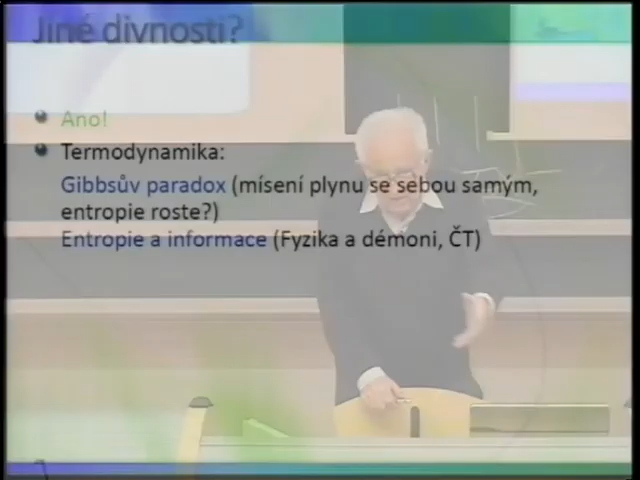 Jiné divnosti?
Ano!
Termodynamika:
Gibbsův paradox (mísení plynu se sebou samým,
entropie roste?)
Entropie a informace (Fyzika a démoni, ČT)